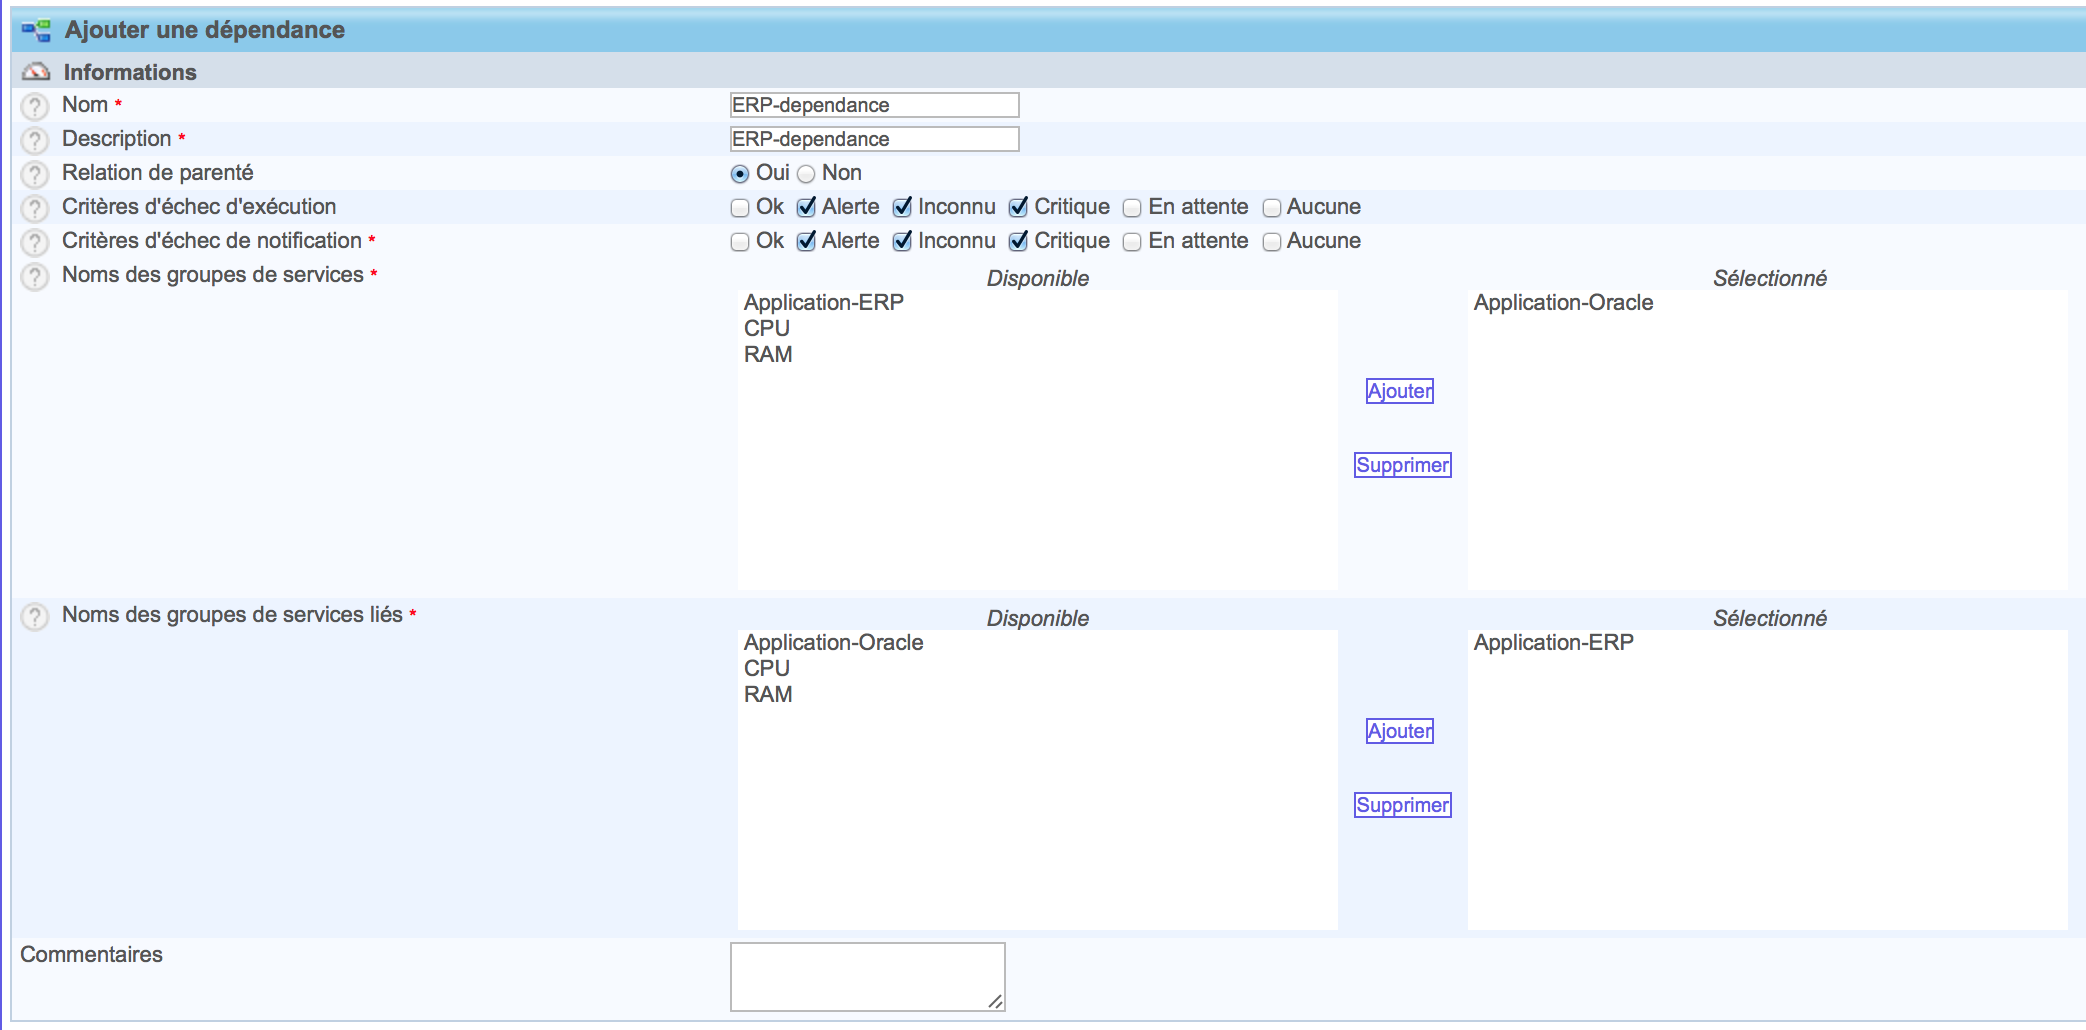 Ajouter une dépendance
Informations
Nom * ERP-dependance
Description * ERP-dependance
Relation de parenté Oui Non
Critères d'échec d'exécution Ok Alerte Inconnu Critique En attente Aucune
Critères d'échec de notification * Ok Alerte Inconnu Critique En attente Aucune
Noms des groupes de services * Disponible Sélectionné
Application-ERP Application-Oracle
CPU
RAM
Ajouter
Supprimer
Noms des groupes de services liés * Disponible Sélectionné
Application-Oracle Application-ERP
CPU
RAM
Ajouter
Supprimer
Commentaires